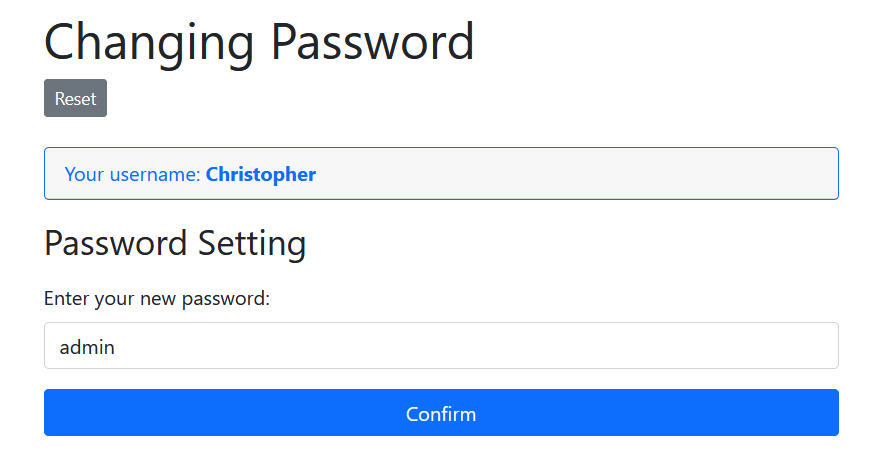 Changing Password
Reset
Your username: Christopher
Password Setting
Enter your new password:
admin
Confirm